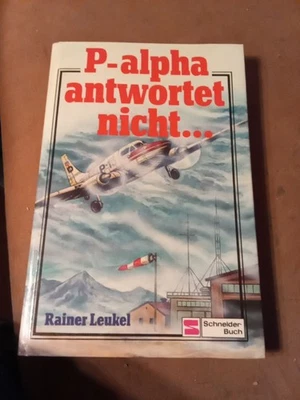 P-alpha
antwortet
nicht...
Rainer Leukel
Schneider-
Buch